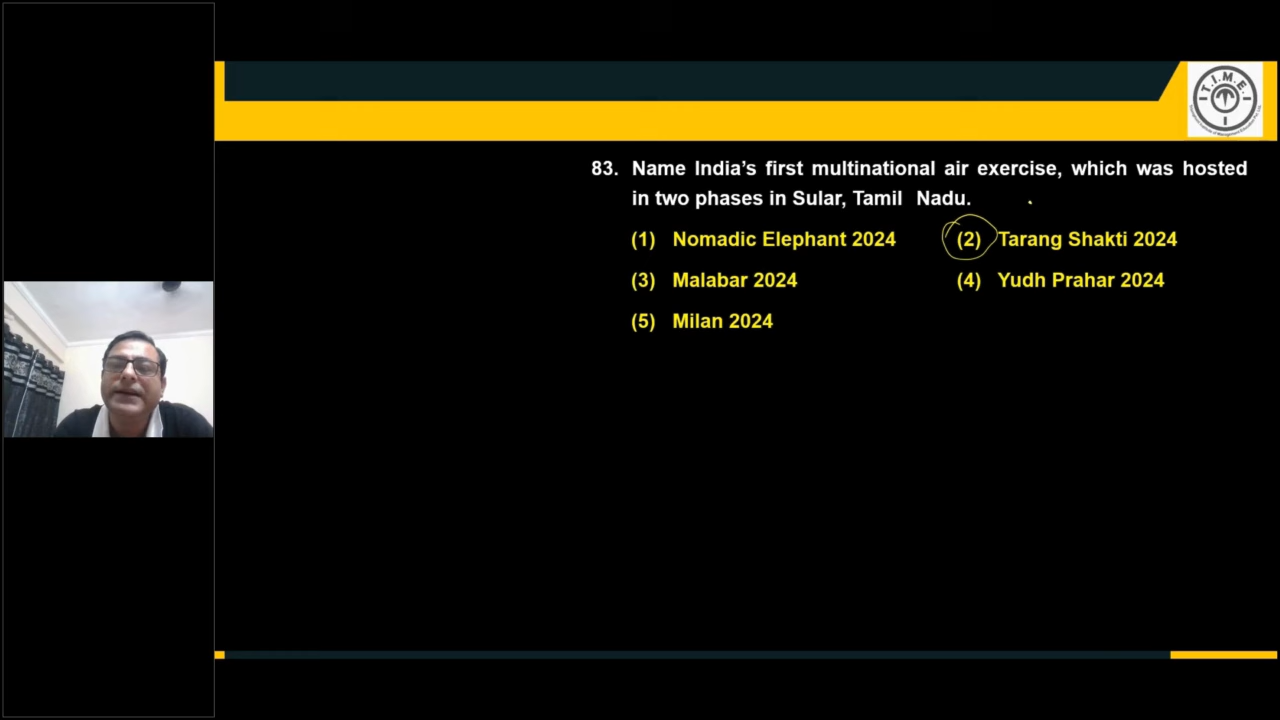 T.I.M.E.
83. Name India's first multinational air exercise, which was hosted
in two phases in Sular, Tamil Nadu.
(1) Nomadic Elephant 2024 (2) Tarang Shakti 2024
(3) Malabar 2024 (4) Yudh Prahar 2024
(5) Milan 2024